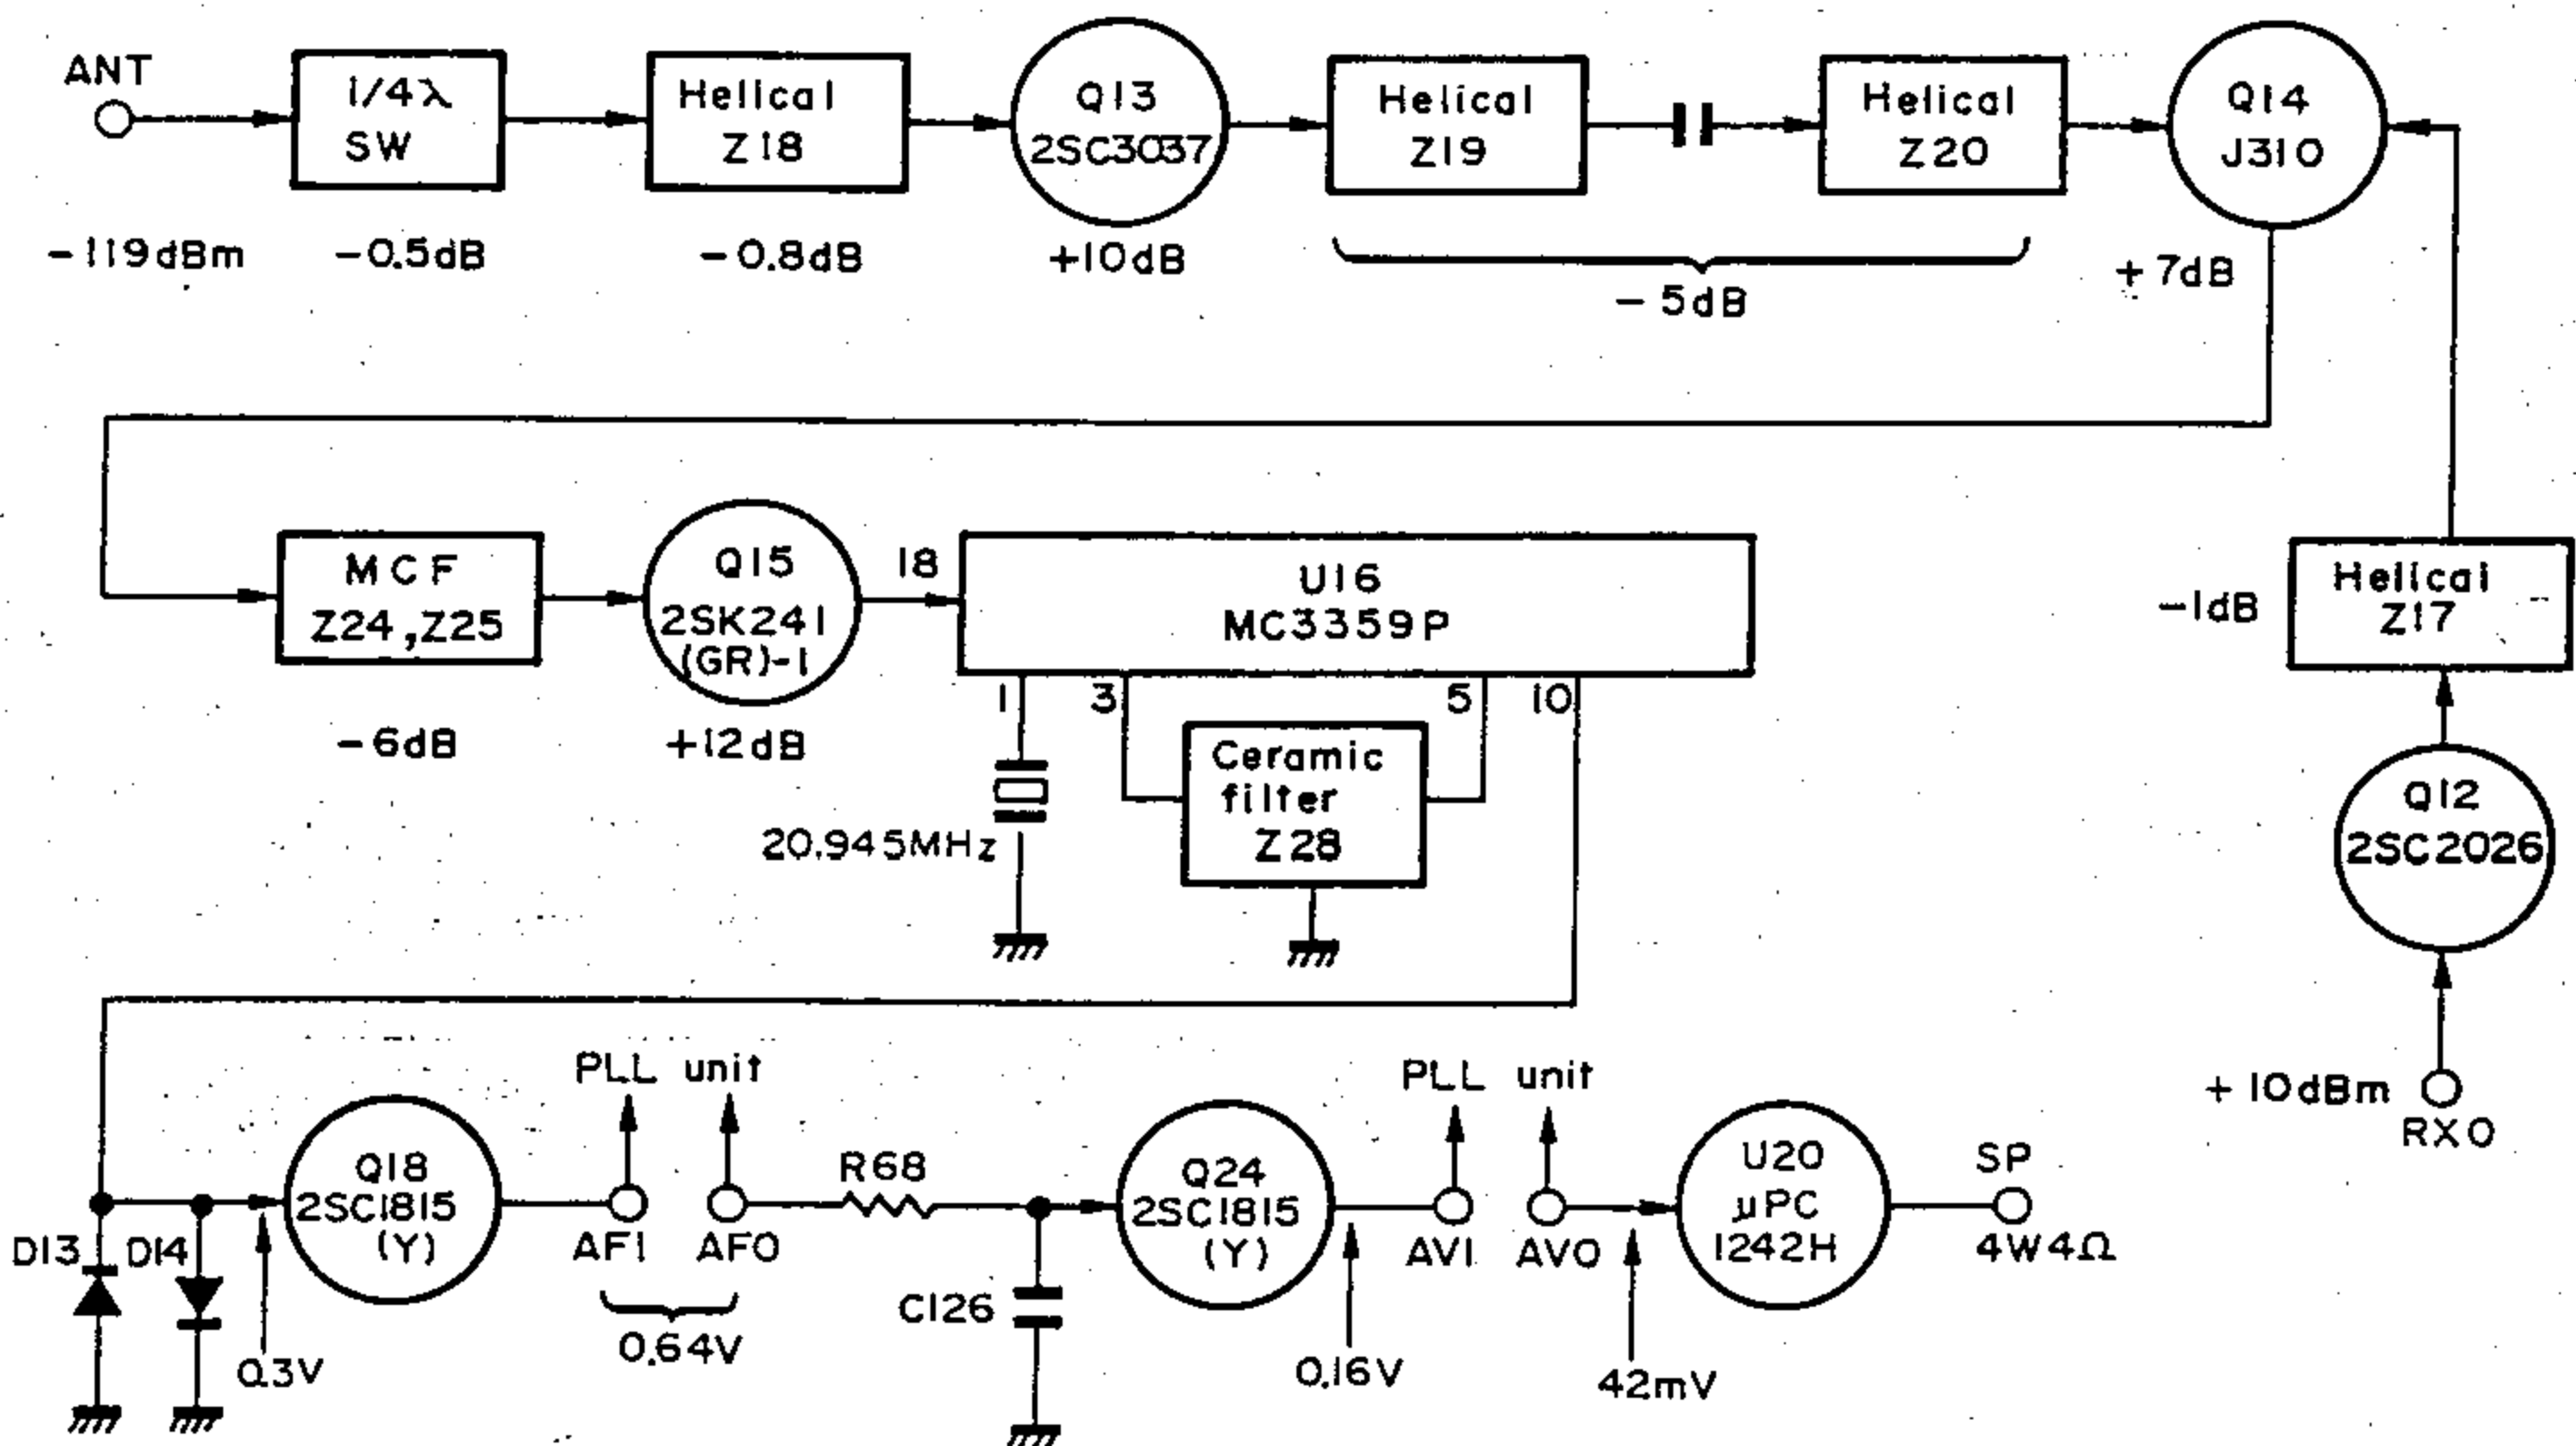 ANT
1/4λ
SW
Helical
Z18
Q13
2SC3037
Helical
Z19
Helical
Z20
Q14
J310
-119dBm
-0.5dB
-0.8dB
+10dB
-5dB
+7dB
MCF
Z24,Z25
Q15
2SK241
(GR)-1
18
U16
MC3359P
-1dB
Helical
Z17
1
3
5
10
-6dB
+12dB
Ceramic
filter
Z28
20.945MHz
Q12
2SC2026
PLL unit
PLL unit
+10dBm
RXO
Q18
2SC1815
(Y)
R68
Q24
2SC1815
(Y)
U20
μPC
1242H
SP
4W4Ω
D13
D14
AFI
AFO
AVI
AVO
C126
0.3V
0.64V
0.16V
42mV